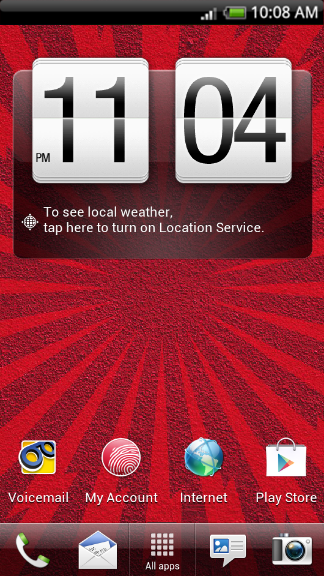 10:08 AM
PM 11 04
To see local weather,
tap here to turn on Location Service.
Voicemail My Account Internet Play Store
All apps